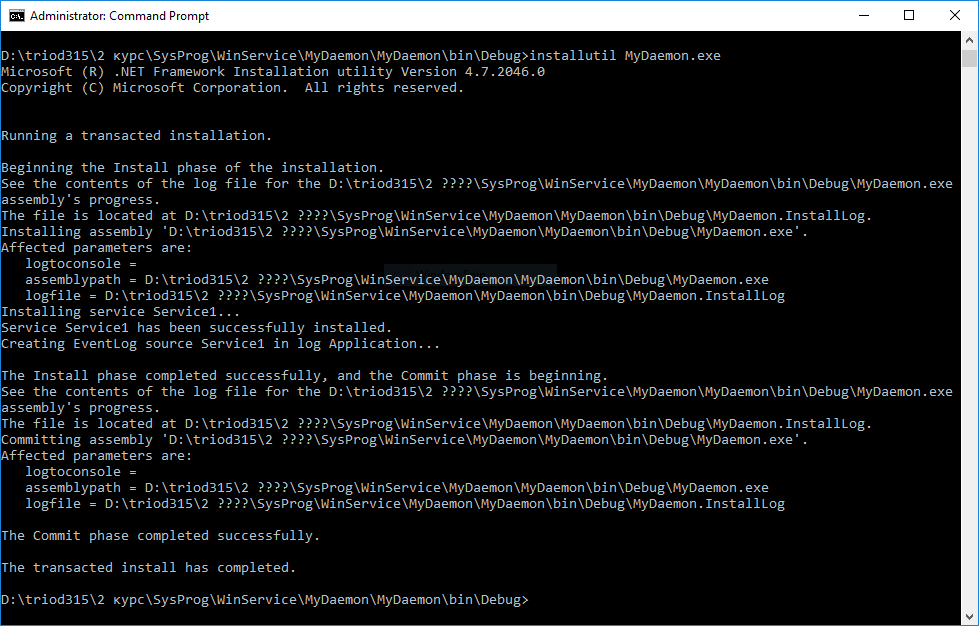 Administrator: Command Prompt
D:\triod315\2 курс\SysProg\WinService\MyDaemon\MyDaemon\bin\Debug>installutil MyDaemon.exe
Microsoft (R) .NET Framework Installation utility Version 4.7.2046.0
Copyright (C) Microsoft Corporation.  All rights reserved.
Running a transacted installation.
Beginning the Install phase of the installation.
See the contents of the log file for the D:\triod315\2 ????\SysProg\WinService\MyDaemon\MyDaemon\bin\Debug\MyDaemon.exe
assembly's progress.
The file is located at D:\triod315\2 ????\SysProg\WinService\MyDaemon\MyDaemon\bin\Debug\MyDaemon.InstallLog.
Installing assembly 'D:\triod315\2 ????\SysProg\WinService\MyDaemon\MyDaemon\bin\Debug\MyDaemon.exe'.
Affected parameters are:
   logtoconsole =
   assemblypath = D:\triod315\2 ????\SysProg\WinService\MyDaemon\MyDaemon\bin\Debug\MyDaemon.exe
   logfile = D:\triod315\2 ????\SysProg\WinService\MyDaemon\MyDaemon\bin\Debug\MyDaemon.InstallLog
Installing service Service1...
Service Service1 has been successfully installed.
Creating EventLog source Service1 in log Application...
The Install phase completed successfully, and the Commit phase is beginning.
See the contents of the log file for the D:\triod315\2 ????\SysProg\WinService\MyDaemon\MyDaemon\bin\Debug\MyDaemon.exe
assembly's progress.
The file is located at D:\triod315\2 ????\SysProg\WinService\MyDaemon\MyDaemon\bin\Debug\MyDaemon.InstallLog.
Committing assembly 'D:\triod315\2 ????\SysProg\WinService\MyDaemon\MyDaemon\bin\Debug\MyDaemon.exe'.
Affected parameters are:
   logtoconsole =
   assemblypath = D:\triod315\2 ????\SysProg\WinService\MyDaemon\MyDaemon\bin\Debug\MyDaemon.exe
   logfile = D:\triod315\2 ????\SysProg\WinService\MyDaemon\MyDaemon\bin\Debug\MyDaemon.InstallLog
The Commit phase completed successfully.
The transacted install has completed.
D:\triod315\2 курс\SysProg\WinService\MyDaemon\MyDaemon\bin\Debug>